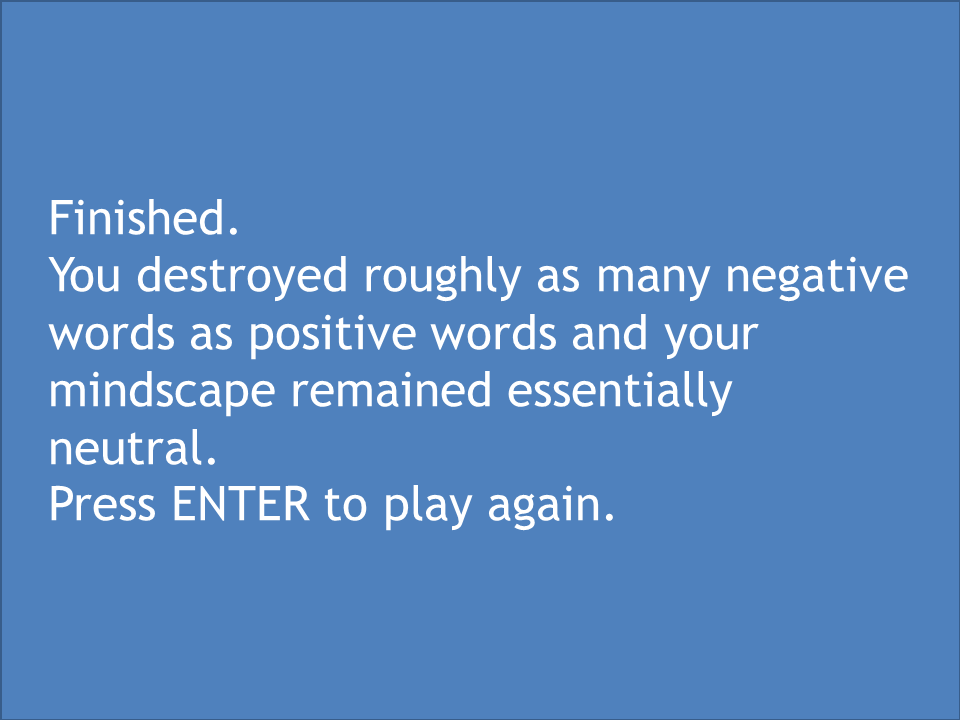 Finished.
You destroyed roughly as many negative
words as positive words and your
mindscape remained essentially
neutral.
Press ENTER to play again.